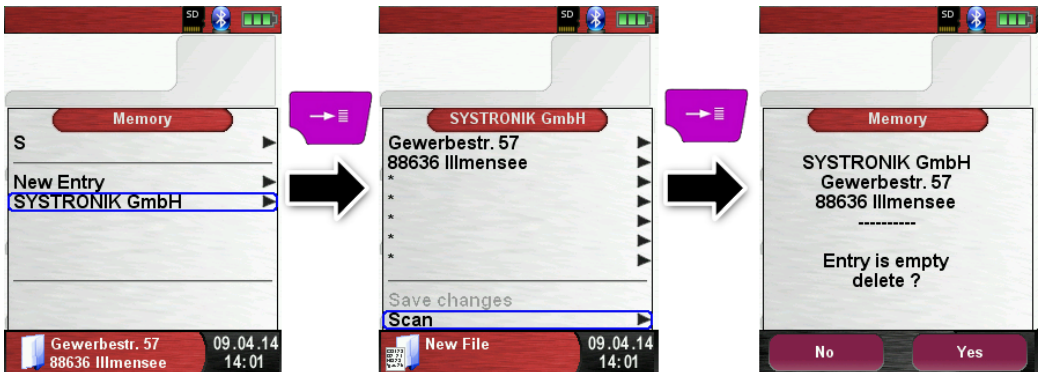 SD
Memory
S
New Entry
SYSTRONIK GmbH
Gewerbestr. 57
88636 Illmensee
09.04.14
14:01
SD
SYSTRONIK GmbH
Gewerbestr. 57
88636 Illmensee
*
*
*
*
*
Save changes
Scan
New File
09.04.14
14:01
SD
Memory
SYSTRONIK GmbH
Gewerbestr. 57
88636 Illmensee
----------
Entry is empty
delete ?
No
Yes